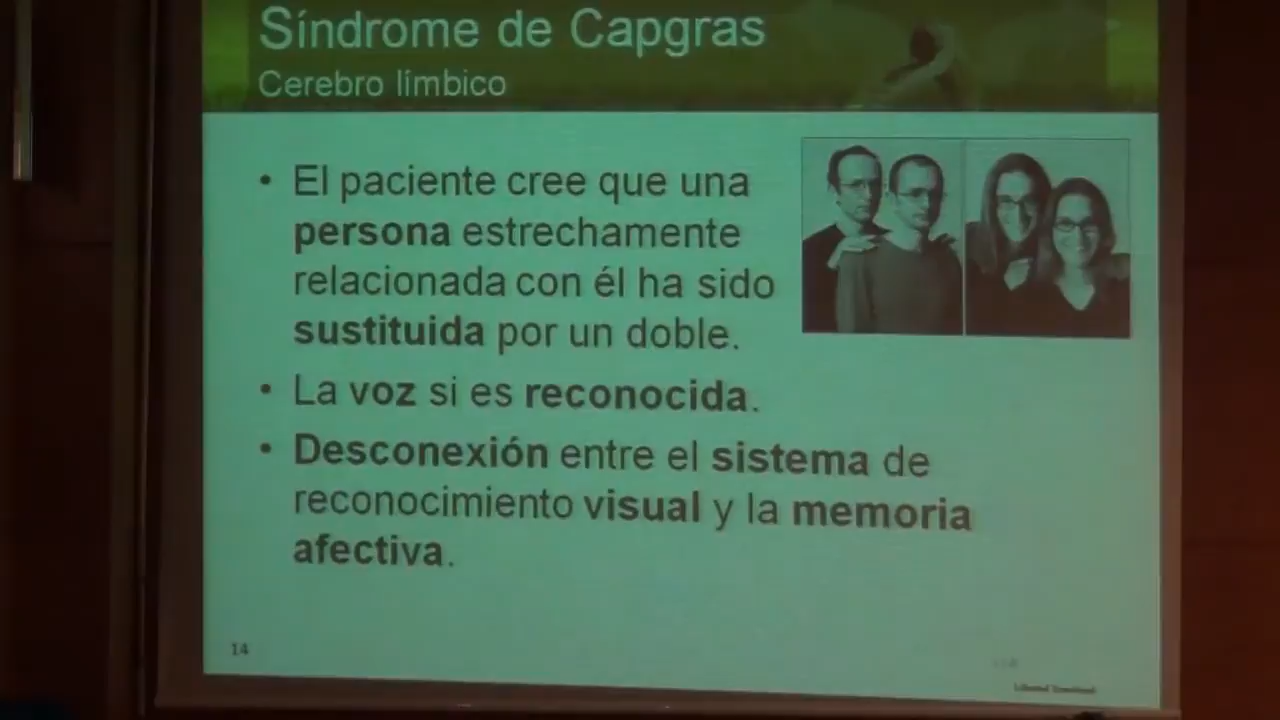 Síndrome de Capgras
Cerebro límbico
• El paciente cree que una
persona estrechamente
relacionada con él ha sido
sustituida por un doble.
• La voz si es reconocida.
• Desconexión entre el sistema de
reconocimiento visual y la memoria
afectiva.
14